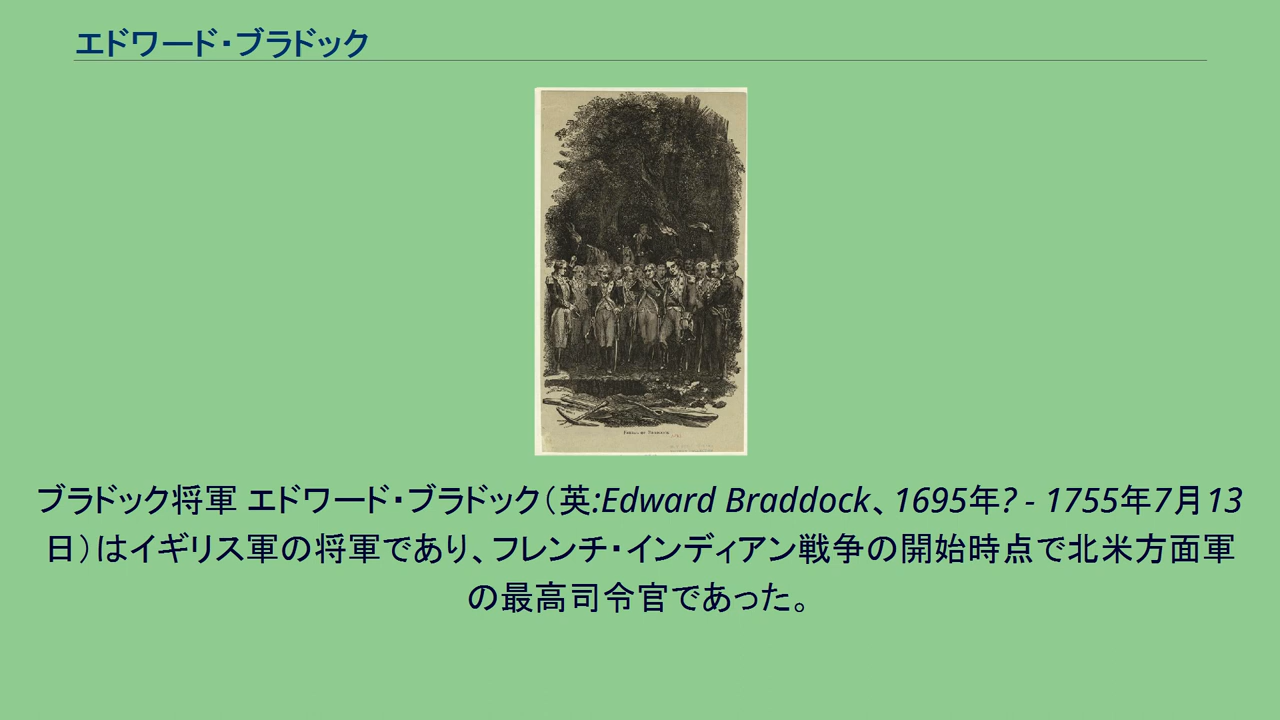 エドワード・ブラドック
ブラドック将軍 エドワード・ブラドック（英:Edward Braddock、1695年? - 1755年7月13
日）はイギリス軍の将軍であり、フレンチ・インディアン戦争の開始時点で北米方面軍
の最高司令官であった。